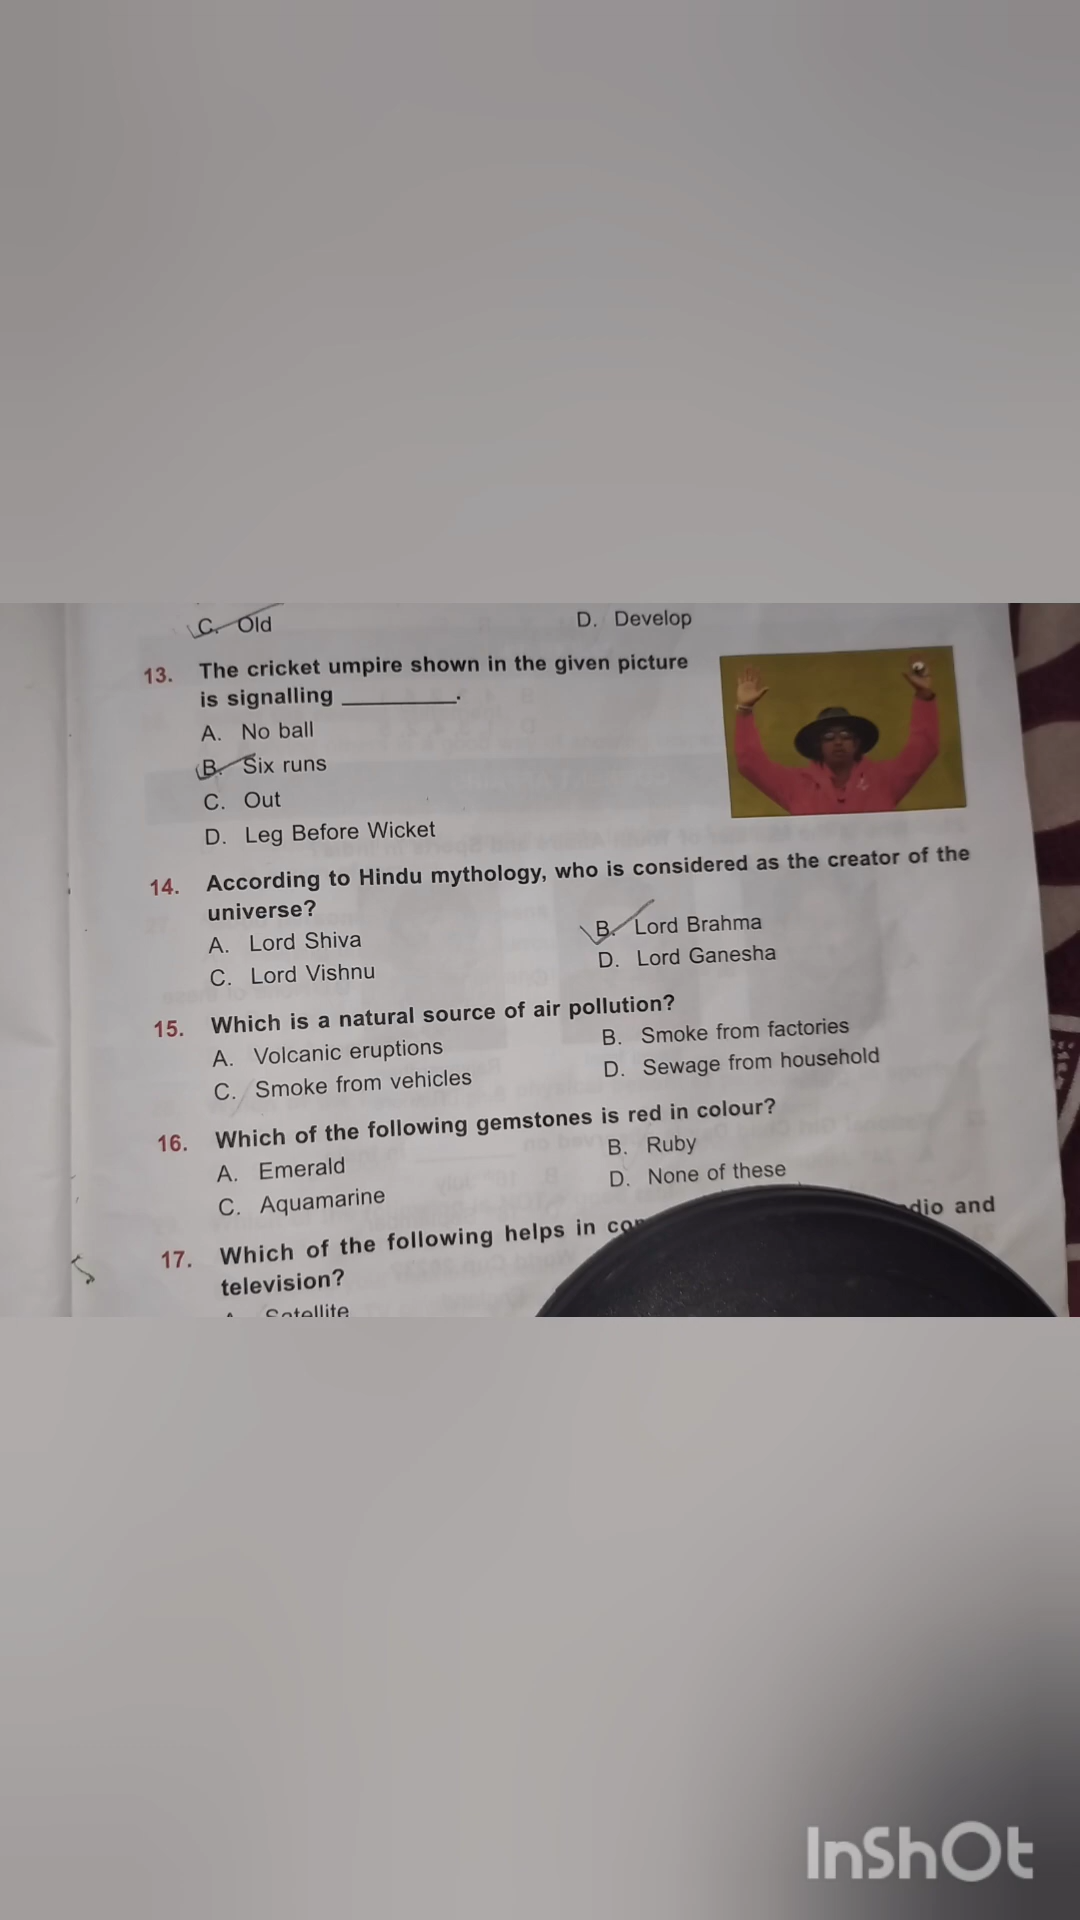 C. Old
D. Develop
13. The cricket umpire shown in the given picture
is signalling ________.
A. No ball
B. Six runs
C. Out
D. Leg Before Wicket
14. According to Hindu mythology, who is considered as the creator of the
universe?
A. Lord Shiva
B. Lord Brahma
C. Lord Vishnu
D. Lord Ganesha
15. Which is a natural source of air pollution?
A. Volcanic eruptions
B. Smoke from factories
C. Smoke from vehicles
D. Sewage from household
16. Which of the following gemstones is red in colour?
A. Emerald
B. Ruby
C. Aquamarine
D. None of these
17. Which of the following helps in and
television?
Satellite
InShOt